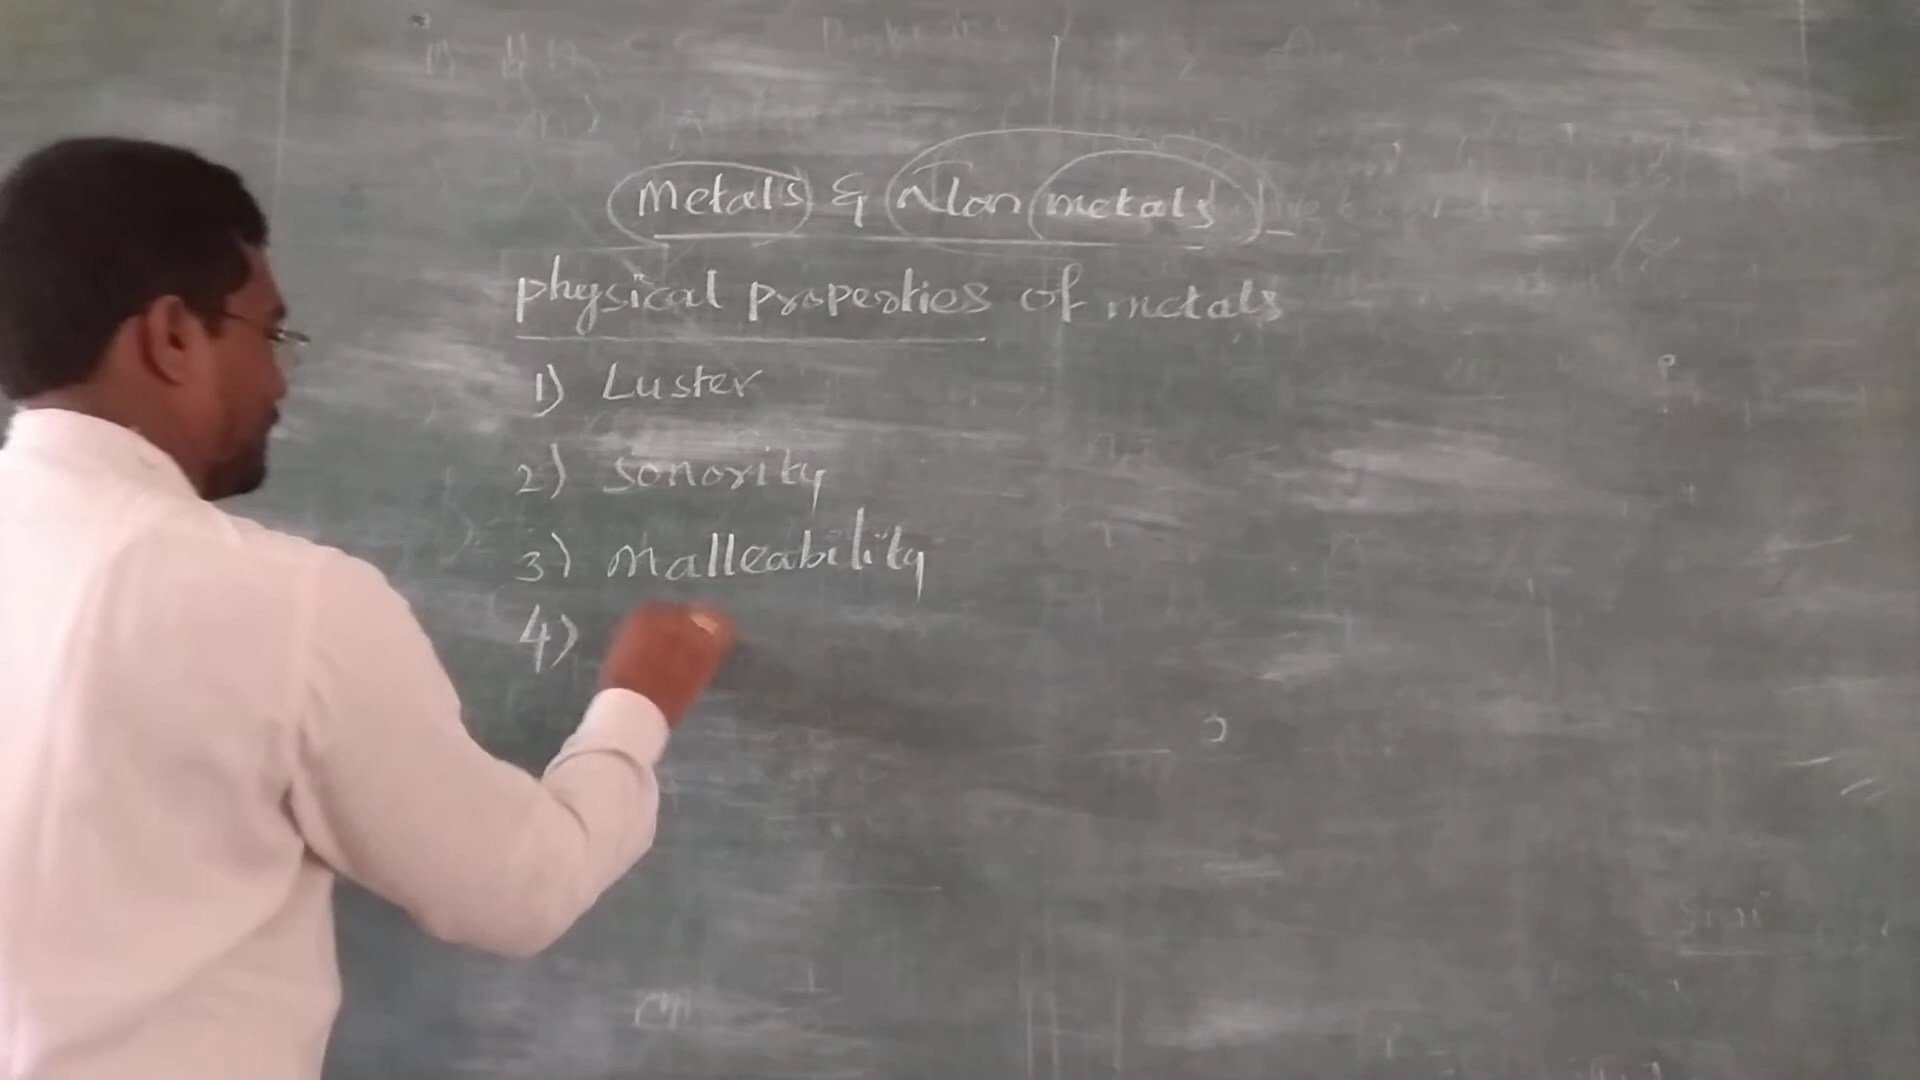 Metals & Non metals
physical properties of metals
1) Luster
2) Sonority
3) Malleability
4)